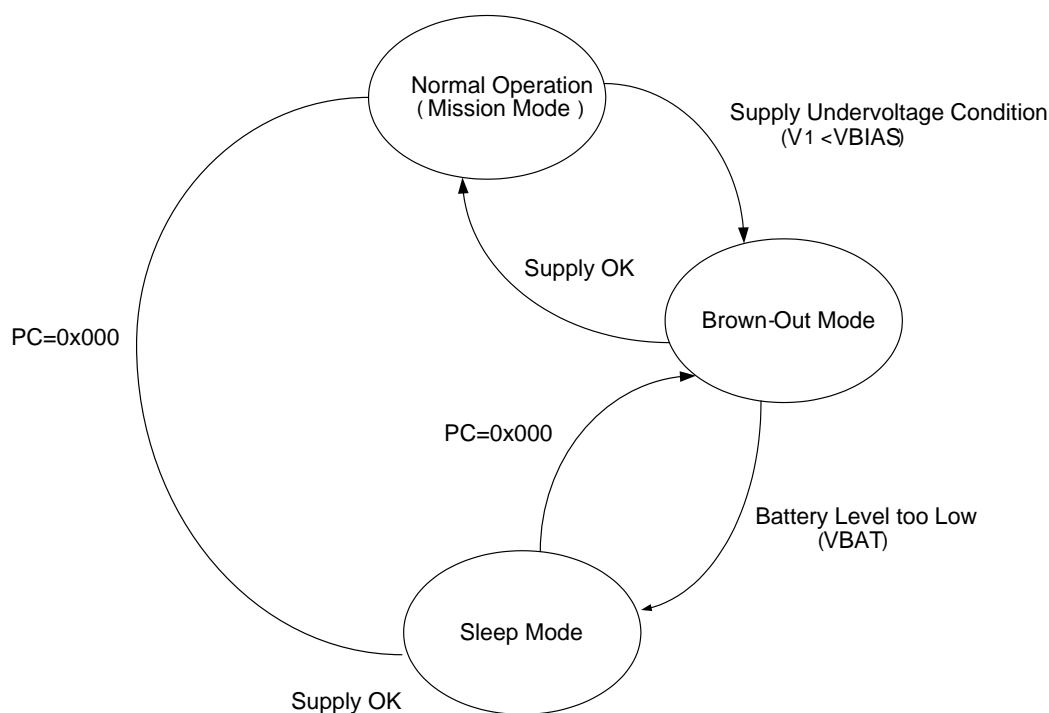 Normal Operation
( Mission Mode )
Supply Undervoltage Condition
(V1 <VBIAS)
Supply OK
Brown-Out Mode
PC=0x000
PC=0x000
Battery Level too Low
(VBAT)
Sleep Mode
Supply OK